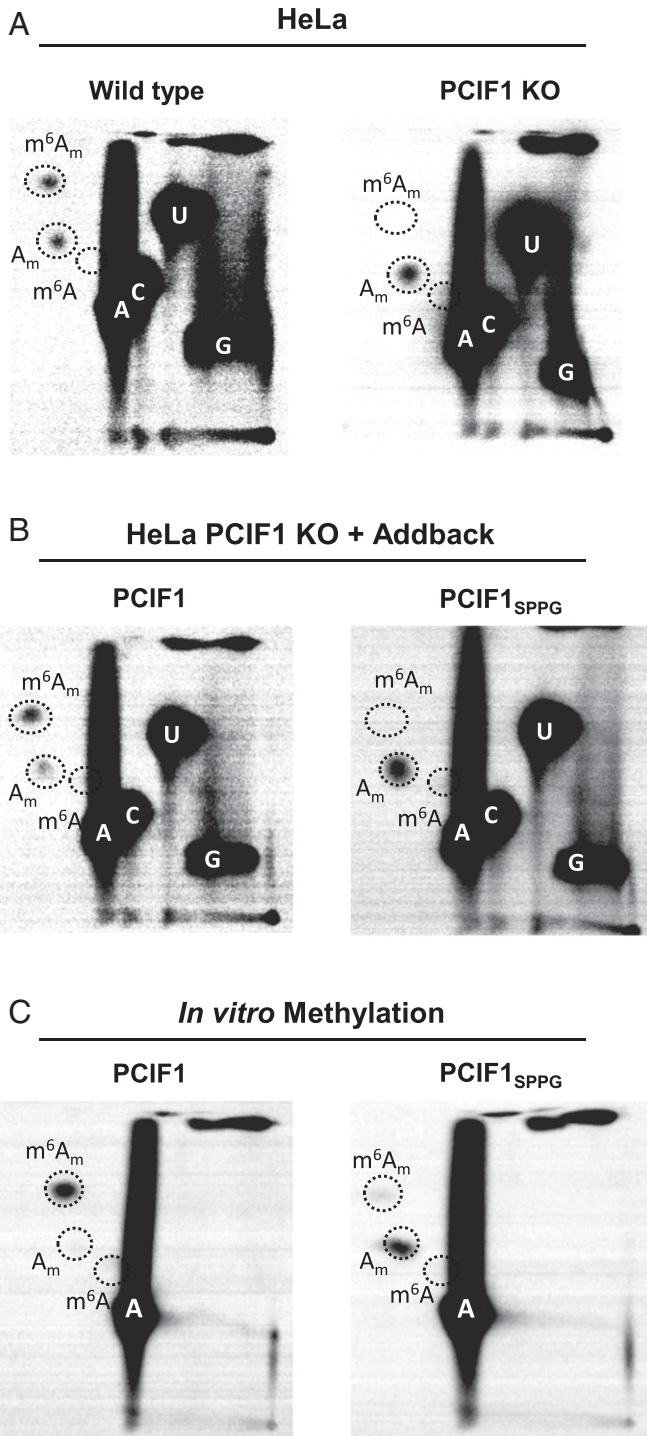 A
HeLa
Wild type
PCIF1 KO
m⁶Aₘ
Aₘ
m⁶A
A
C
U
G
m⁶Aₘ
Aₘ
m⁶A
A
C
U
G
B
HeLa PCIF1 KO + Addback
PCIF1
PCIF1SPPG
m⁶Aₘ
Aₘ
m⁶A
A
C
U
G
m⁶Aₘ
Aₘ
m⁶A
A
C
U
G
C
In vitro Methylation
PCIF1
PCIF1SPPG
m⁶Aₘ
Aₘ
m⁶A
A
m⁶Aₘ
Aₘ
m⁶A
A